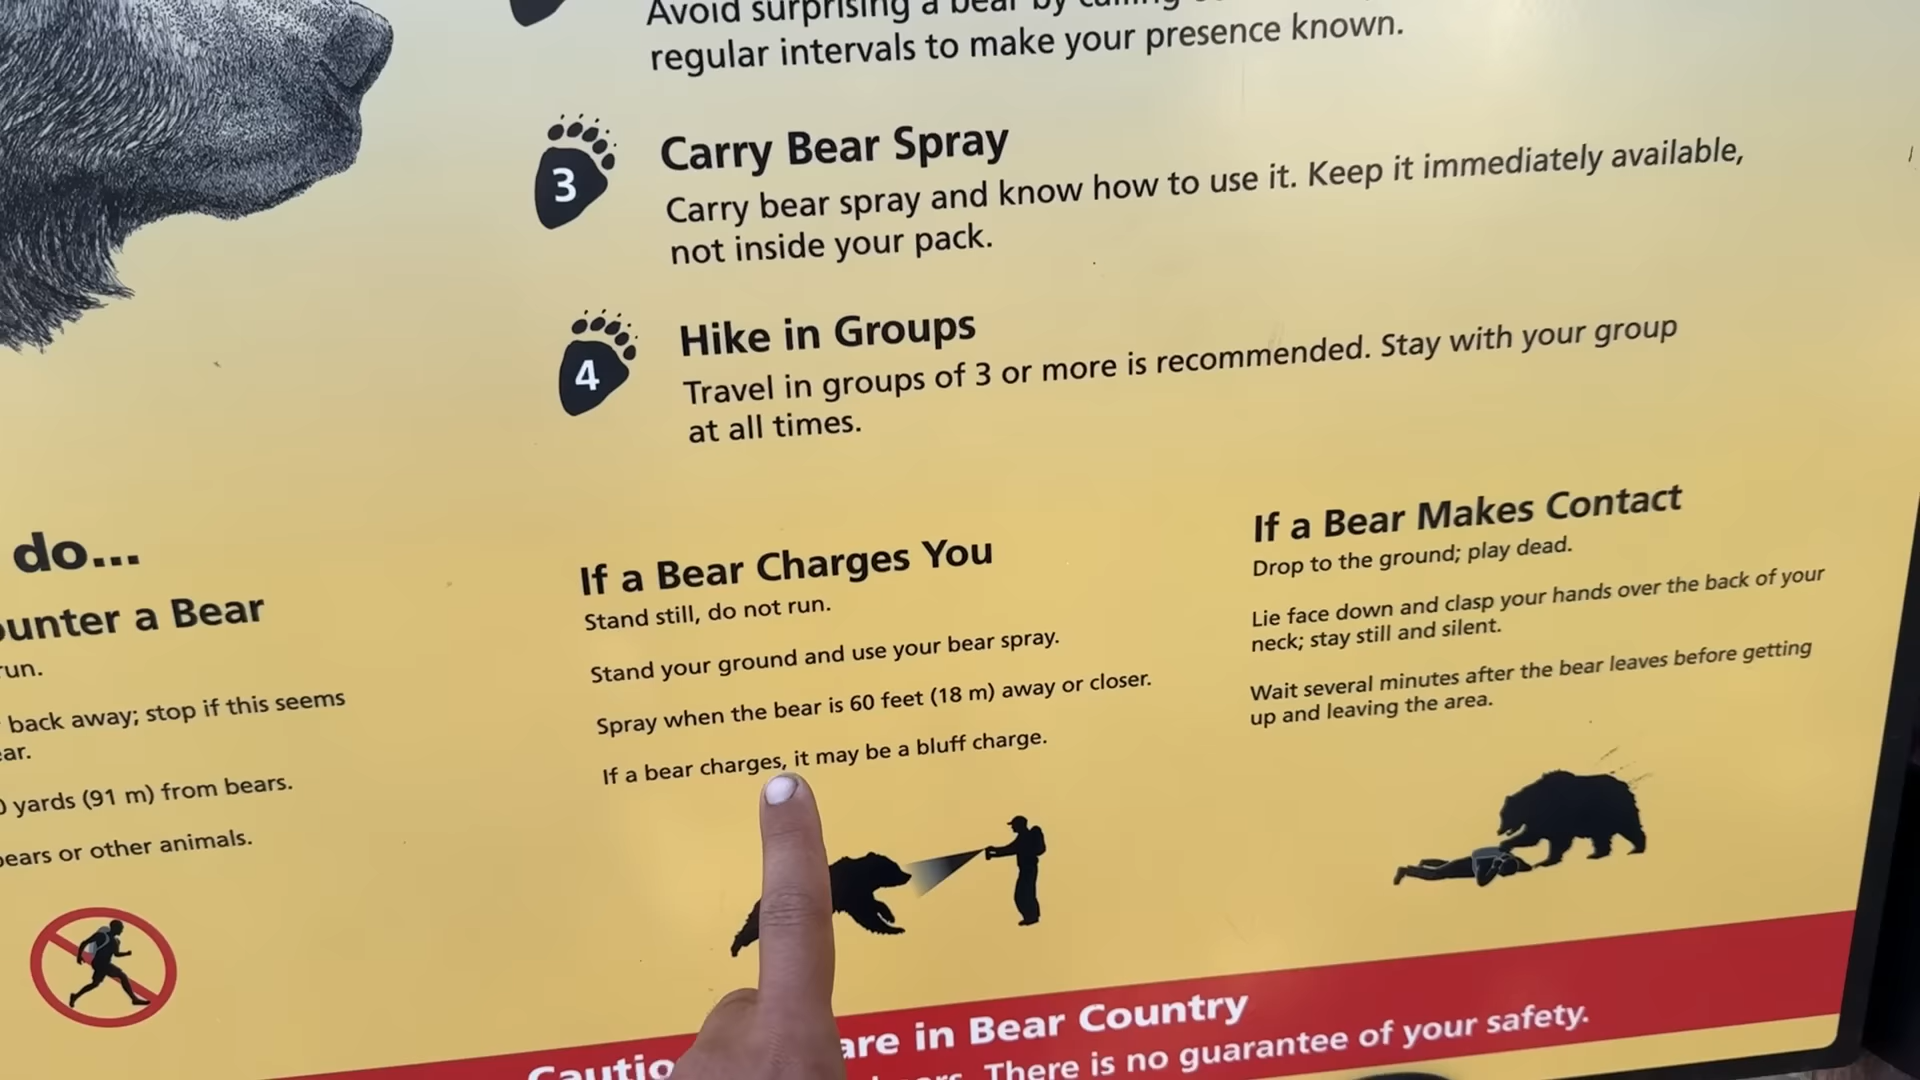 Avoid surprising a bear by calling
regular intervals to make your presence known.
3
Carry Bear Spray
Carry bear spray and know how to use it. Keep it immediately available,
not inside your pack.
4
Hike in Groups
Travel in groups of 3 or more is recommended. Stay with your group
at all times.
do...
ounter a Bear
run.
back away; stop if this seems
ear.
0 yards (91 m) from bears.
bears or other animals.
If a Bear Charges You
Stand still, do not run.
Stand your ground and use your bear spray.
Spray when the bear is 60 feet (18 m) away or closer.
If a bear charges, it may be a bluff charge.
If a Bear Makes Contact
Drop to the ground; play dead.
Lie face down and clasp your hands over the back of your
neck; stay still and silent.
Wait several minutes after the bear leaves before getting
up and leaving the area.
Cautio are in Bear Country
There is no guarantee of your safety.